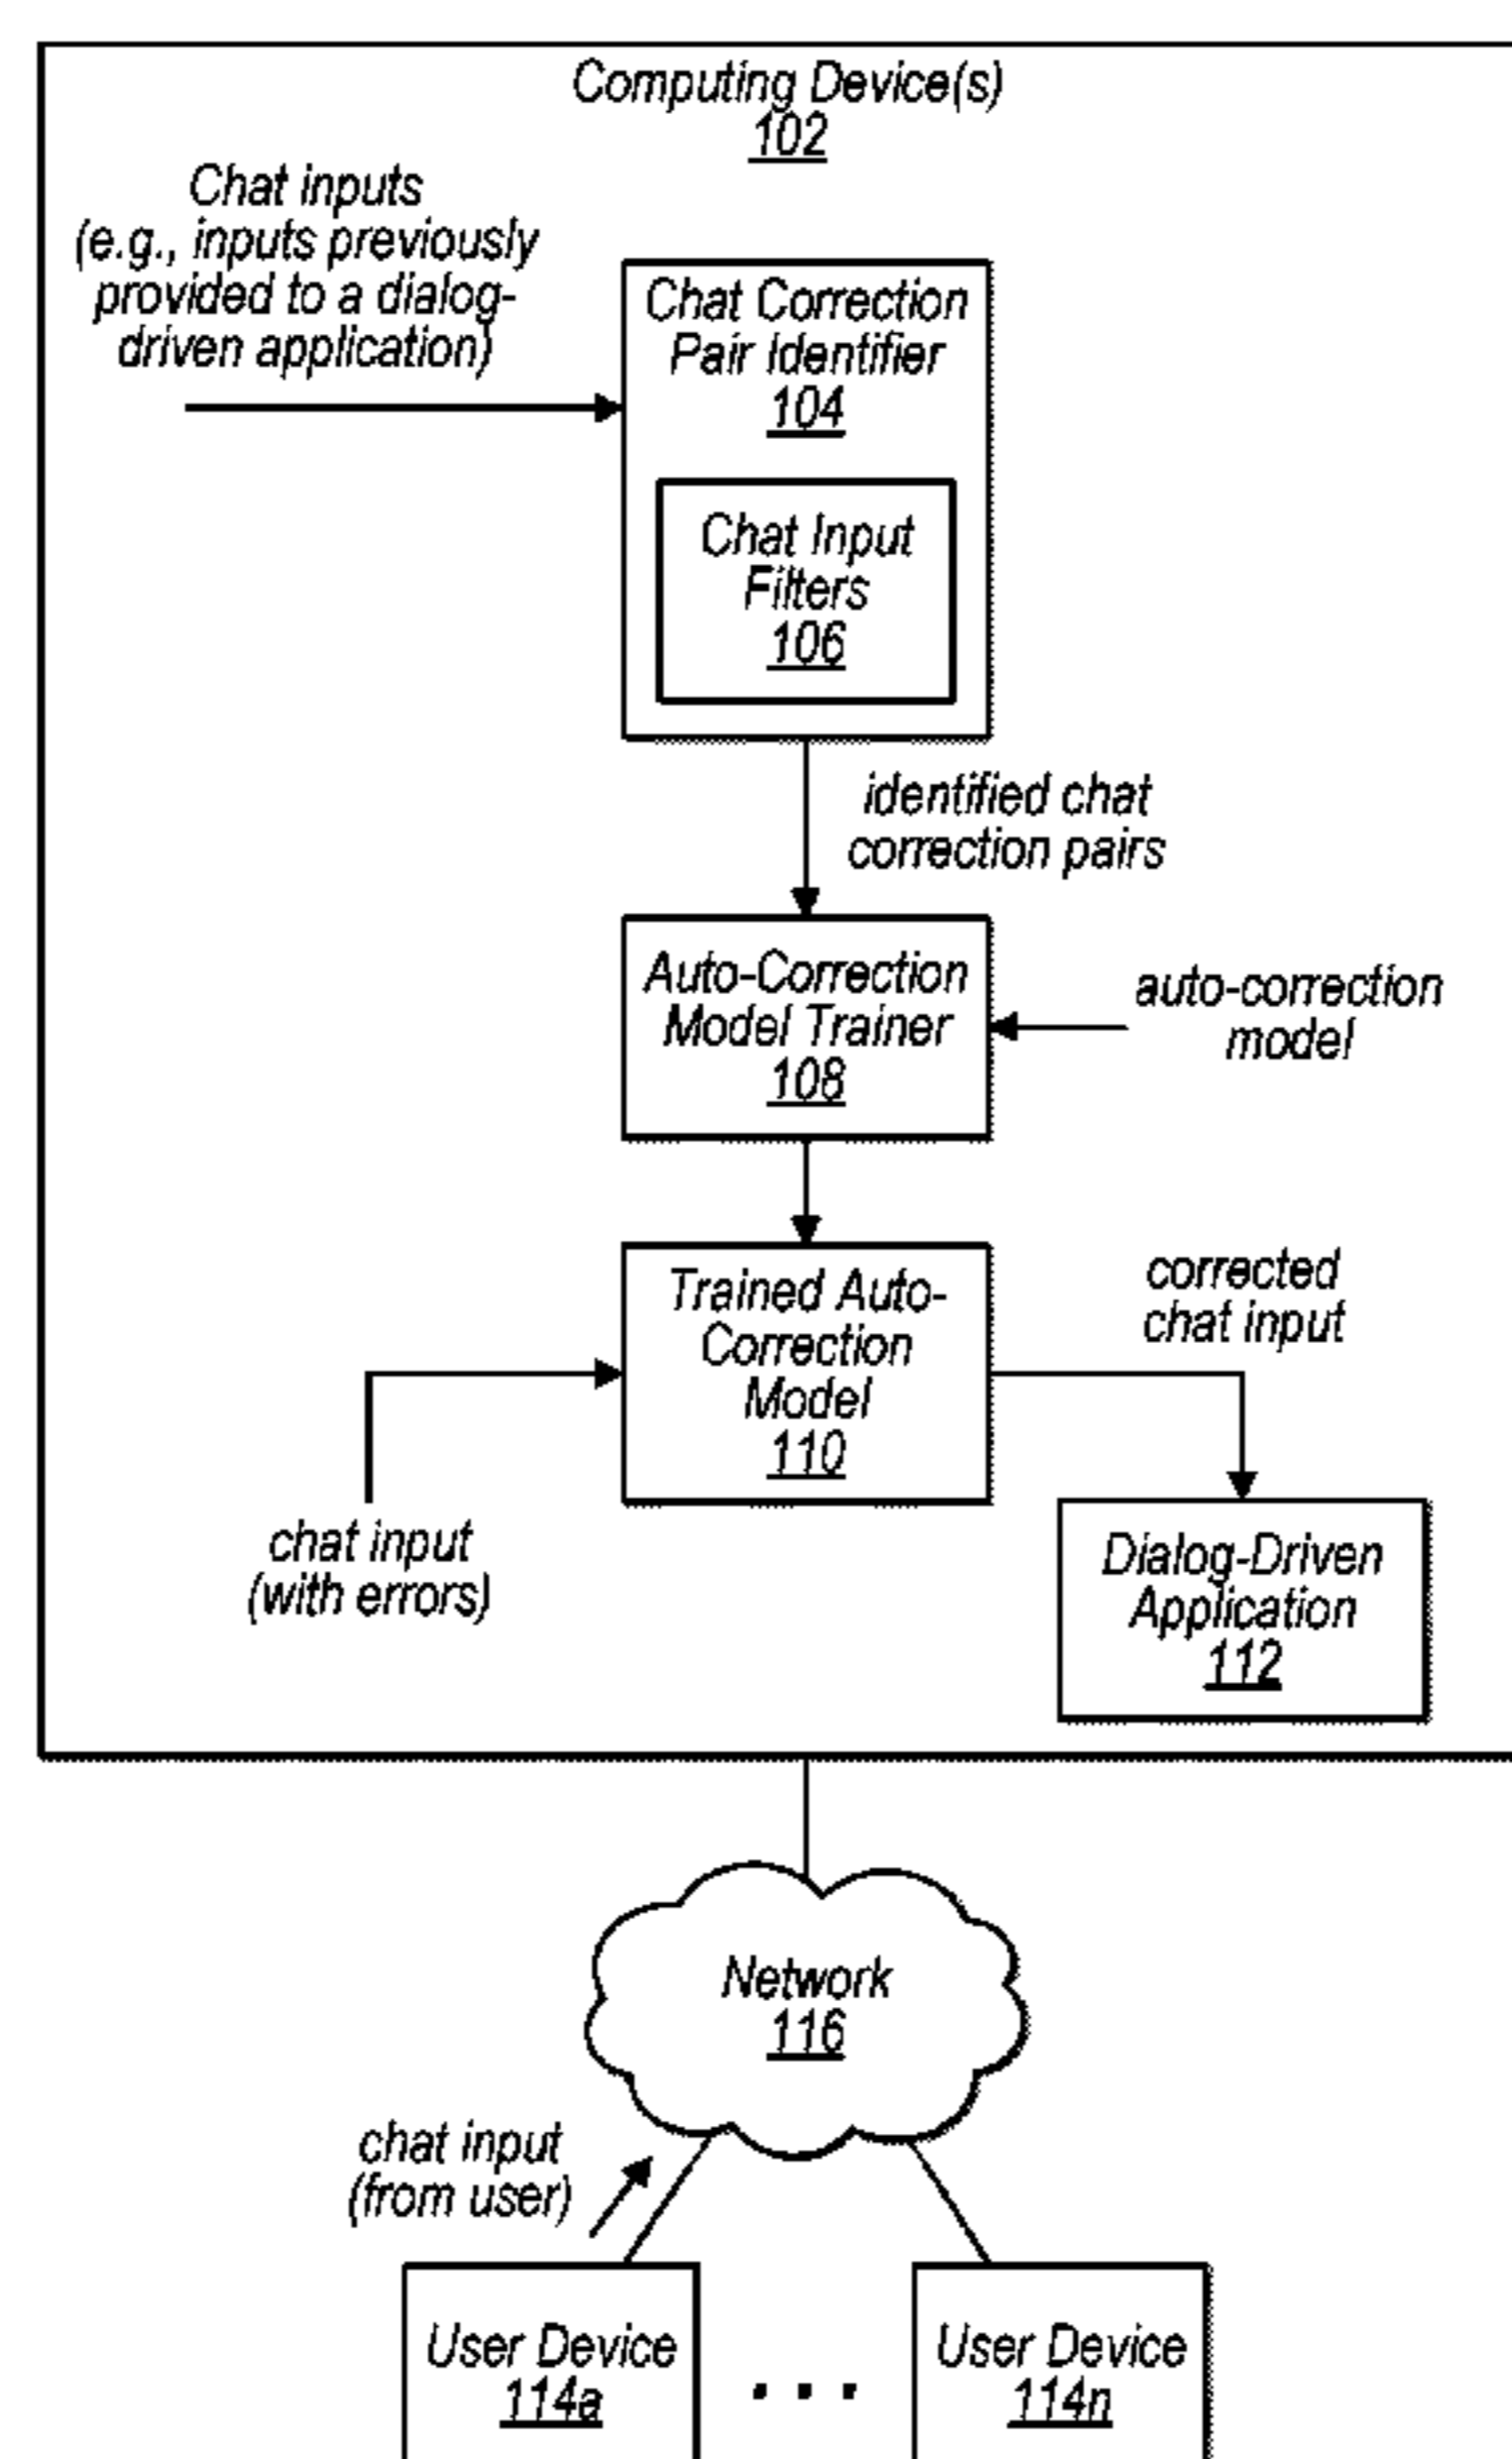 Computing Device(s)
102
Chat inputs
(e.g., inputs previously
provided to a dialog-
driven application)
Chat Correction
Pair Identifier
104
Chat Input
Filters
106
identified chat
correction pairs
Auto-Correction
Model Trainer
108
auto-correction
model
Trained Auto-
Correction
Model
110
corrected
chat input
chat input
(with errors)
Dialog-Driven
Application
112
Network
116
chat input
(from user)
User Device
114a
. . .
User Device
114n